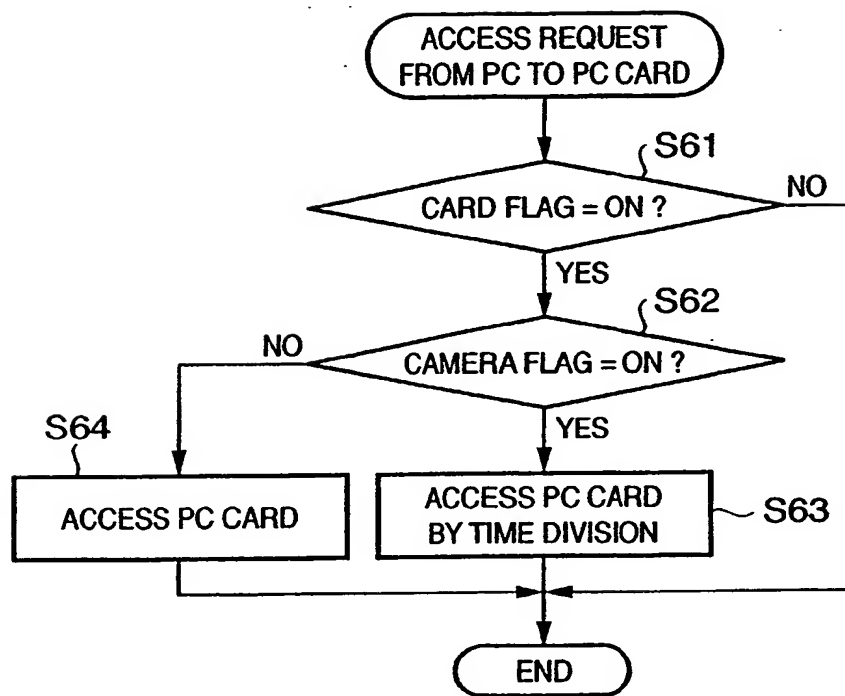 ACCESS REQUEST
FROM PC TO PC CARD
S61
CARD FLAG = ON ?
NO
YES
S62
CAMERA FLAG = ON ?
NO
YES
S64
ACCESS PC CARD
ACCESS PC CARD
BY TIME DIVISION
S63
END